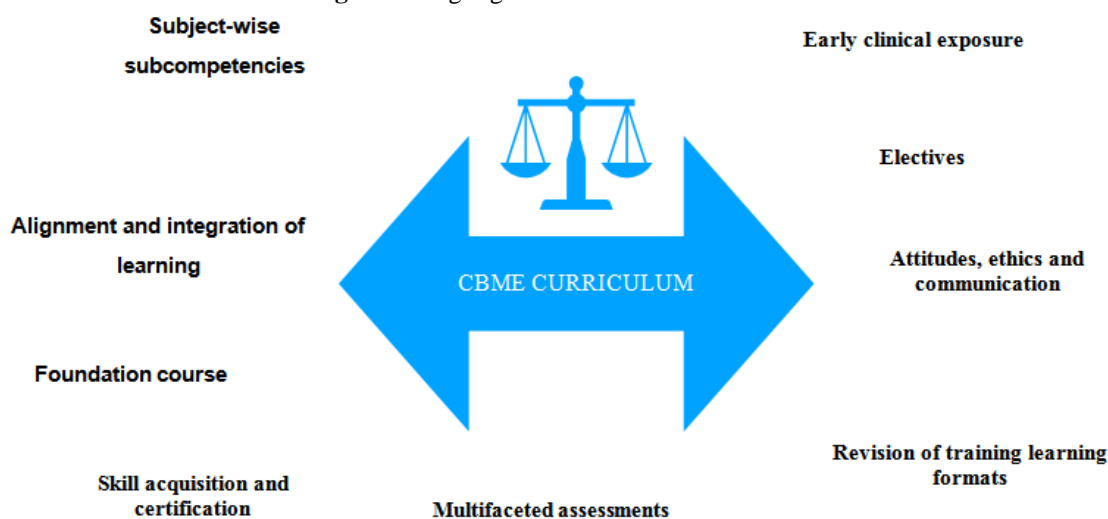 Subject-wise
subcompetencies
Early clinical exposure
Electives
Alignment and integration of
learning
Attitudes, ethics and
communication
CBME CURRICULUM
Foundation course
Revision of training learning
formats
Skill acquisition and
certification
Multifaceted assessments